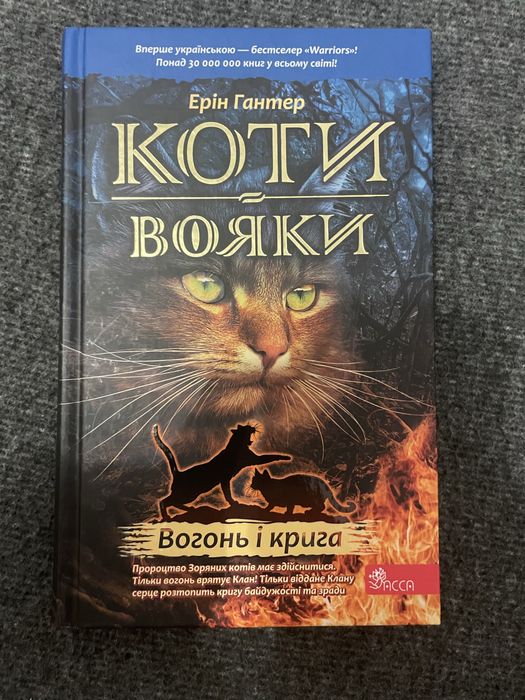 Вперше українською — бестселер «Warriors»!
Понад 30 000 000 книг у всьому світі!
Ерін Гантер
КОТИ
ВОЯКИ
Вогонь і крига
Пророцтво Зоряних котів має здійснитися.
Тільки вогонь врятує Клан! Тільки віддане Клану
серце розтопить кригу байдужості та зради
АССА